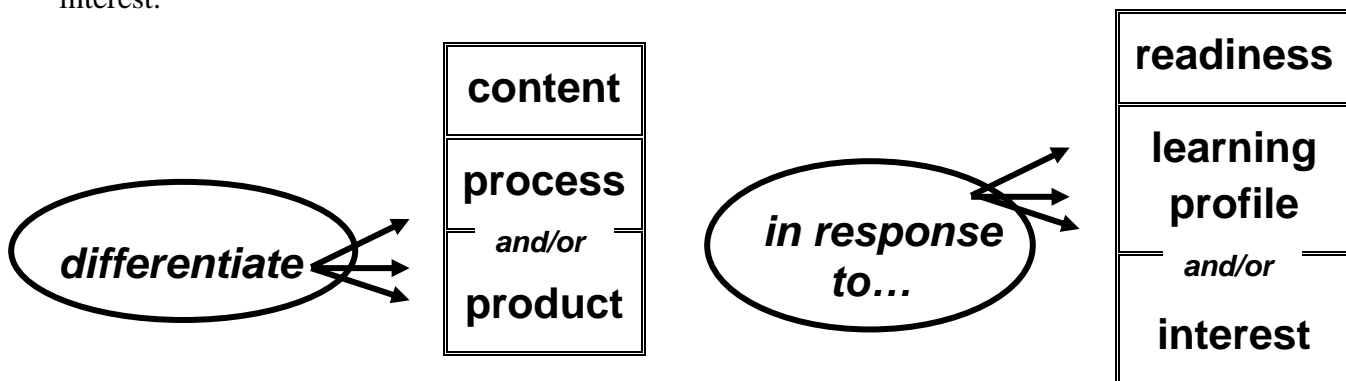 interest.
differentiate
content
process
and/or
product
in response
to…
readiness
learning
profile
and/or
interest